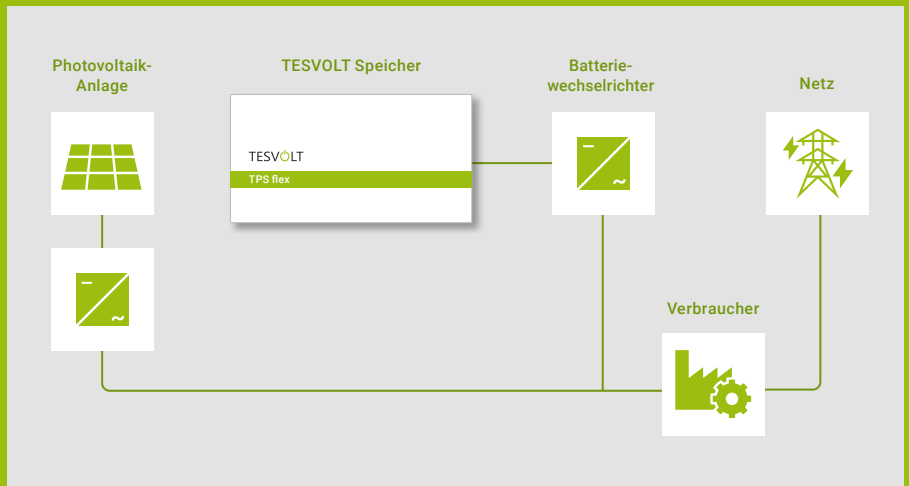 Photovoltaik-
Anlage
TESVOLT Speicher
Batterie-
wechselrichter
Netz
TESVOLT
TPS flex
Verbraucher